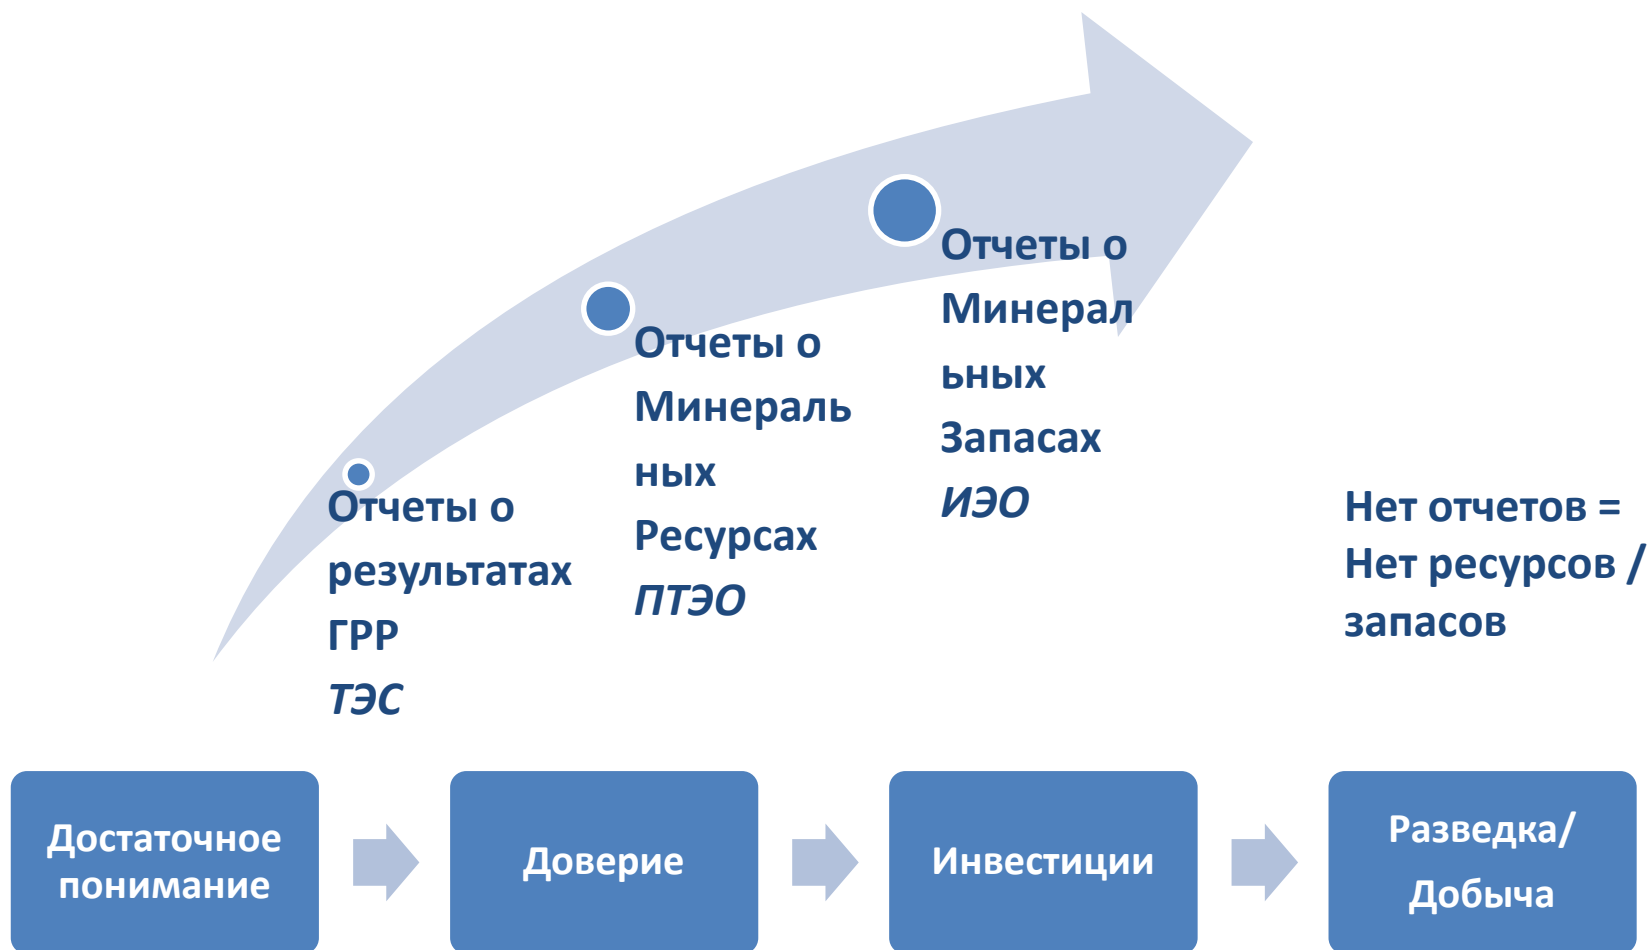 Отчеты о
Минерал
ьных
Запасах
ИЭО
Отчеты о
Минераль
ных
Ресурсах
ПТЭО
Отчеты о
результатах
ГРР
ТЭС
Нет отчетов =
Нет ресурсов /
запасов
Достаточное
понимание
Доверие
Инвестиции
Разведка/
Добыча